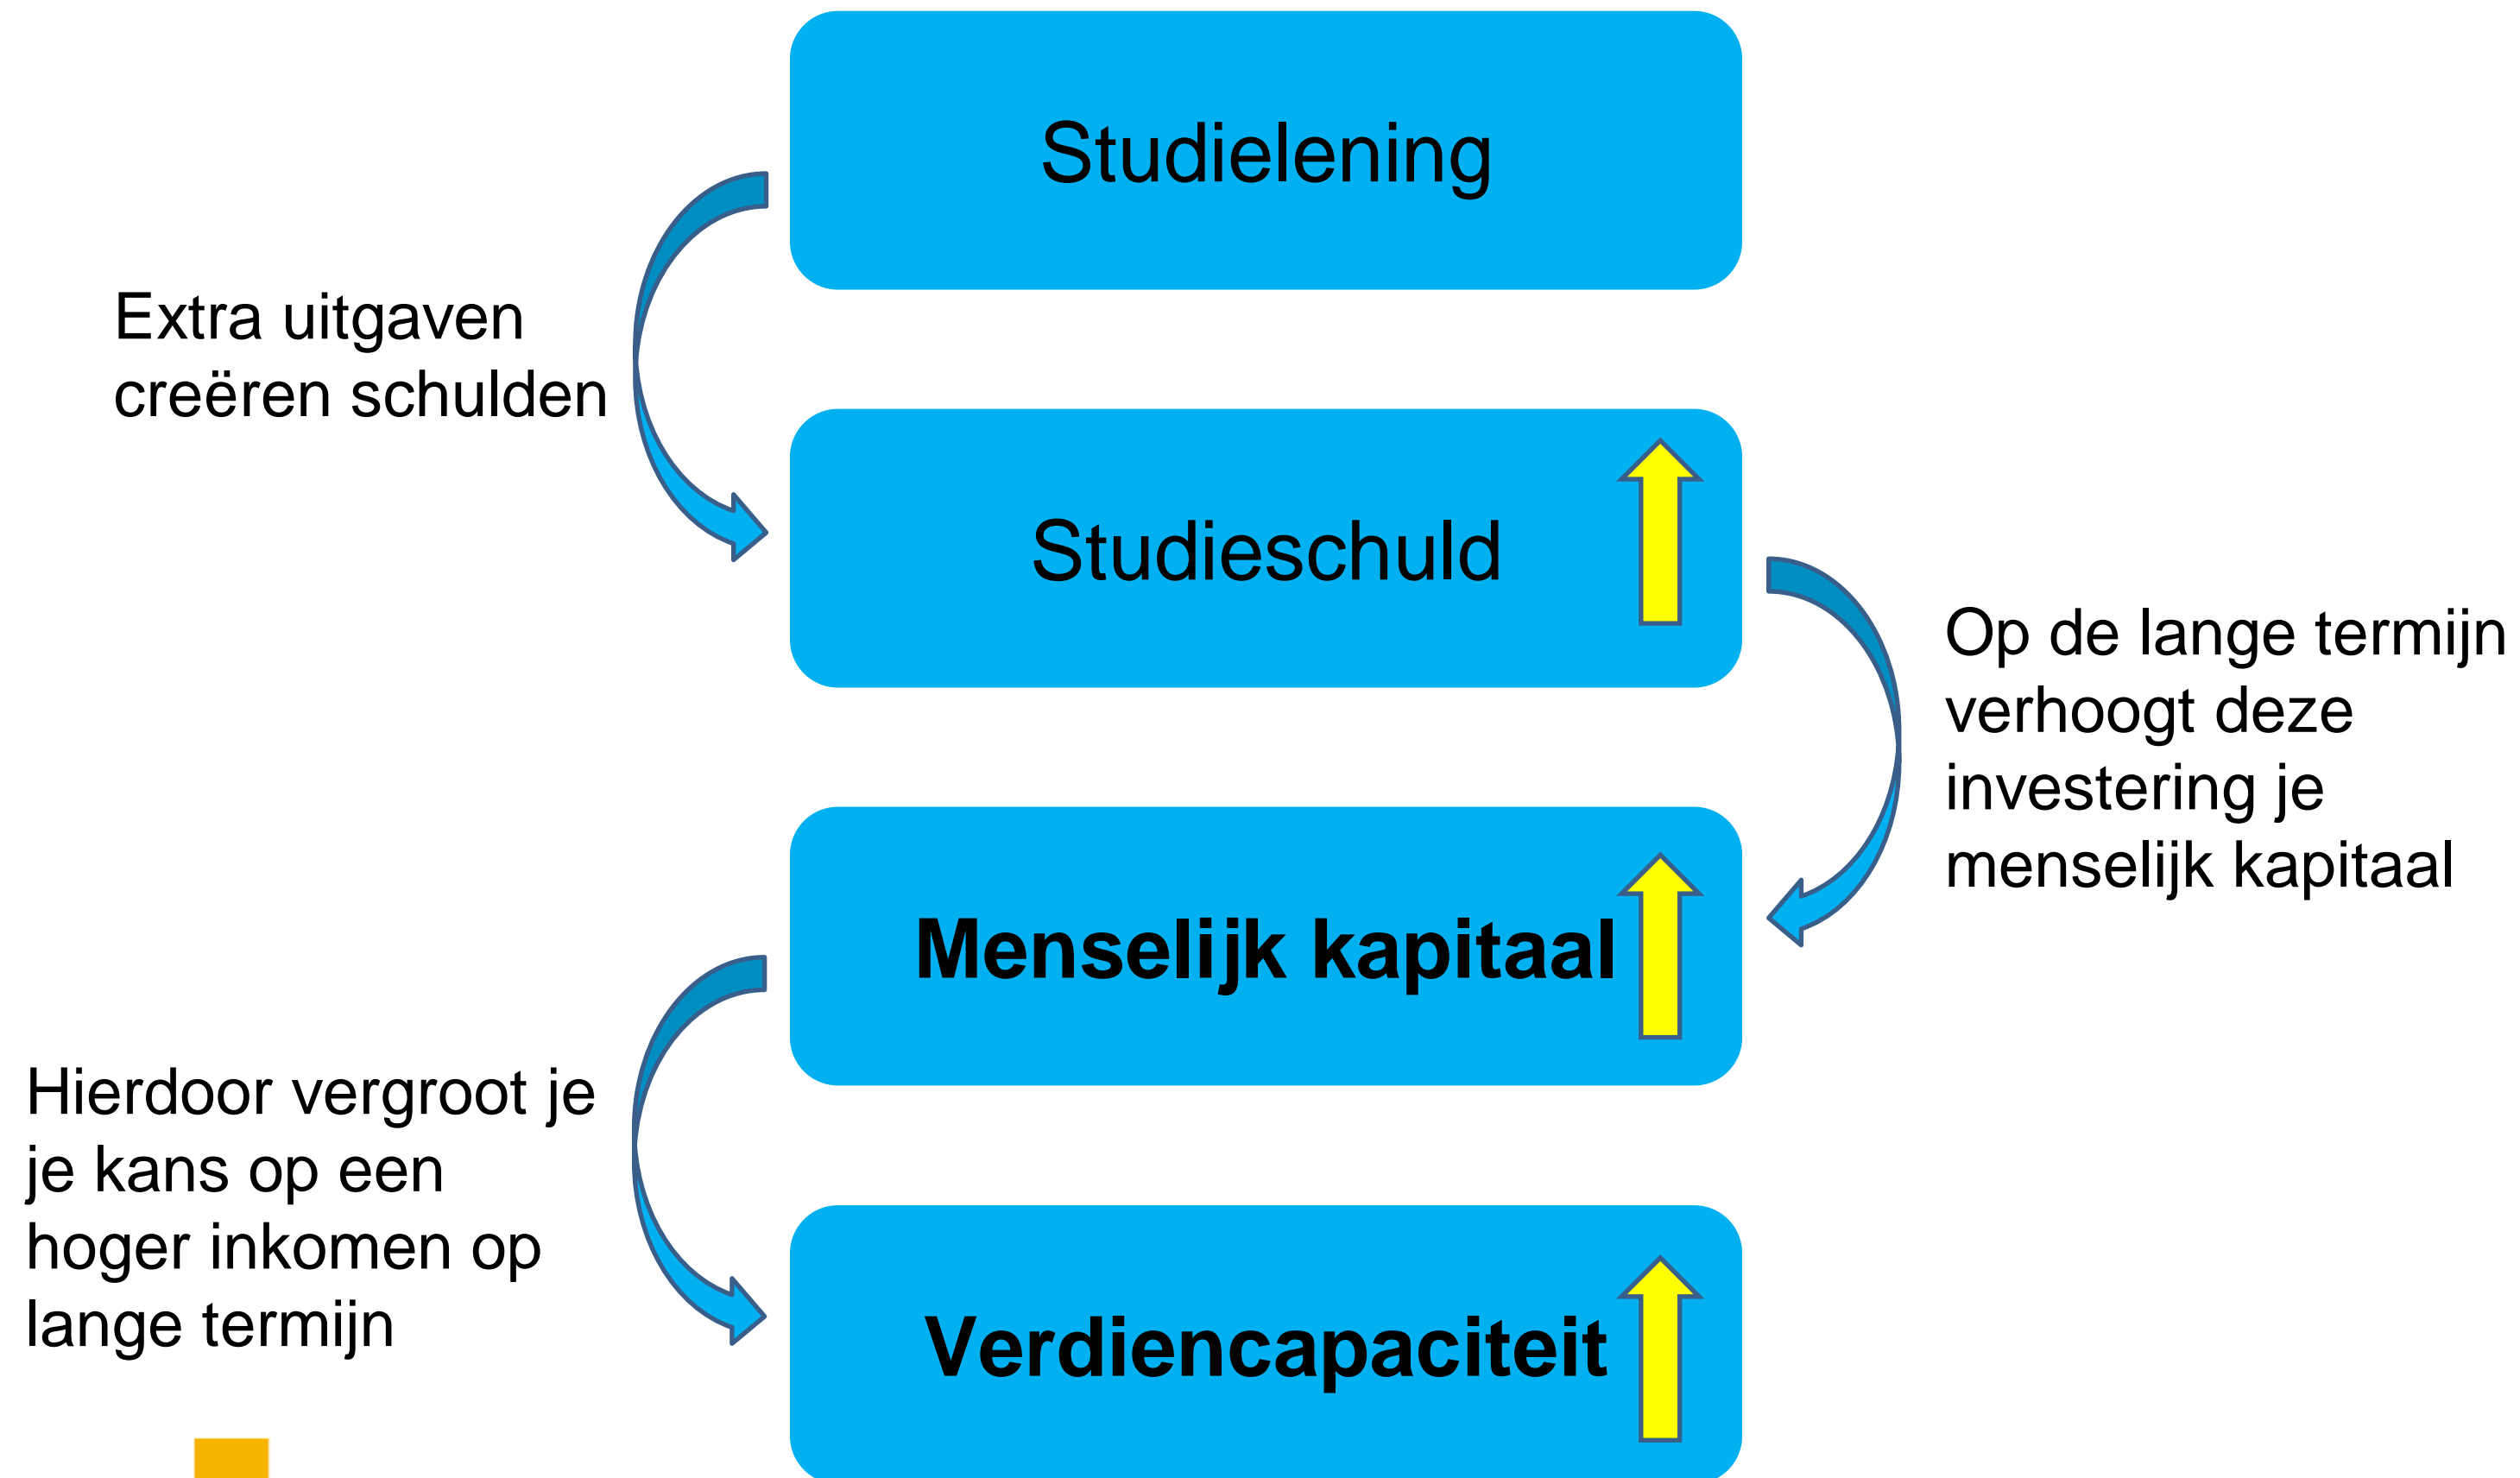 Studielening
Extra uitgaven
creëren schulden
Studieschuld
Op de lange termijn
verhoogt deze
investering je
menselijk kapitaal
Menselijk kapitaal
Hierdoor vergroot je
je kans op een
hoger inkomen op
lange termijn
Verdiencapaciteit